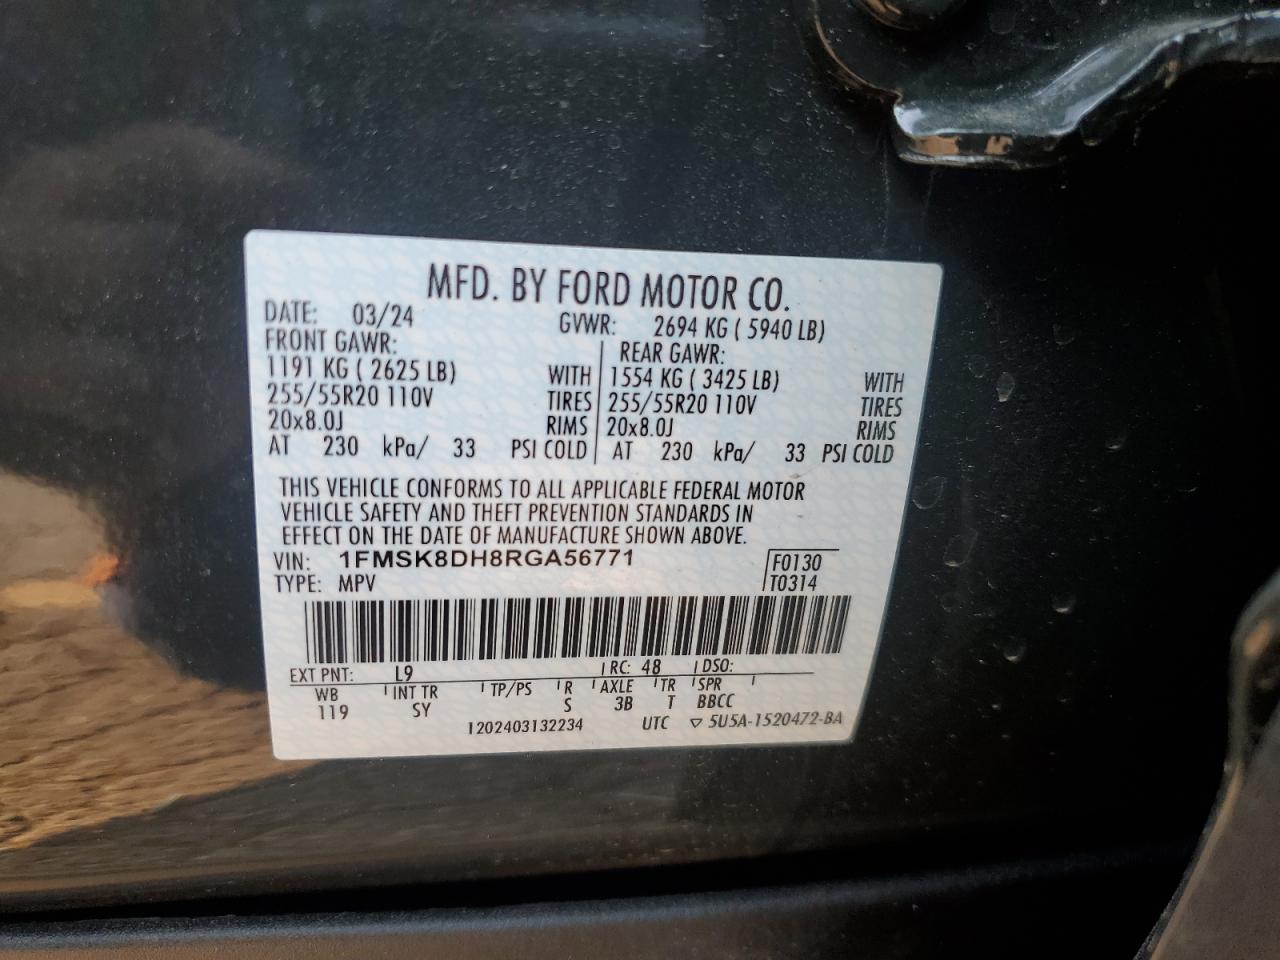 MFD. BY FORD MOTOR CO.
DATE: 03/24 GVWR: 2694 KG ( 5940 LB)
FRONT GAWR: REAR GAWR:
1191 KG ( 2625 LB) WITH 1554 KG ( 3425 LB) WITH
255/55R20 110V TIRES 255/55R20 110V TIRES
20x8.0J RIMS 20x8.0J RIMS
AT 230 kPa/ 33 PSI COLD AT 230 kPa/ 33 PSI COLD
THIS VEHICLE CONFORMS TO ALL APPLICABLE FEDERAL MOTOR
VEHICLE SAFETY AND THEFT PREVENTION STANDARDS IN
EFFECT ON THE DATE OF MANUFACTURE SHOWN ABOVE.
VIN: 1FMSK8DH8RGA56771 F0130
TYPE: MPV T0314
EXT PNT: L9 RC: 48 DSO:
WB INT TR TP/PS R AXLE TR SPR
119 SY S 3B T BBCC
1202403132234 UTC ▽ 5U5A-1520472-BA